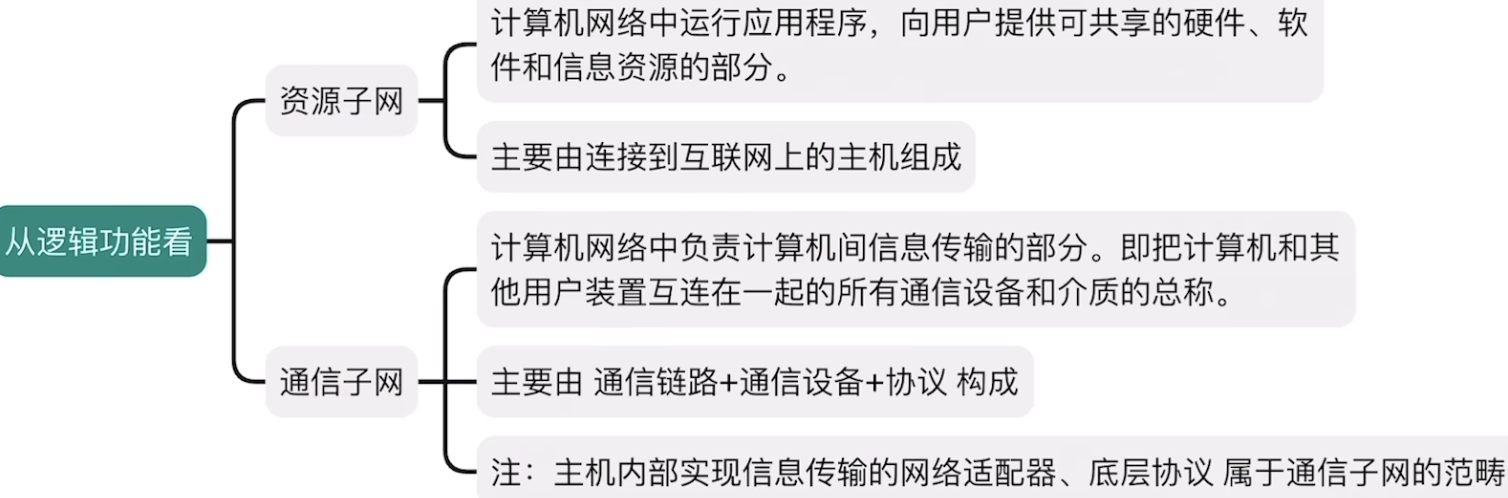 计算机网络中运行应用程序，向用户提供可共享的硬件、软
件和信息资源的部分。
资源子网
主要由连接到互联网上的主机组成
从逻辑功能看
计算机网络中负责计算机间信息传输的部分。即把计算机和其
他用户装置互连在一起的所有通信设备和介质的总称。
通信子网
主要由 通信链路+通信设备+协议 构成
注：主机内部实现信息传输的网络适配器、底层协议 属于通信子网的范畴